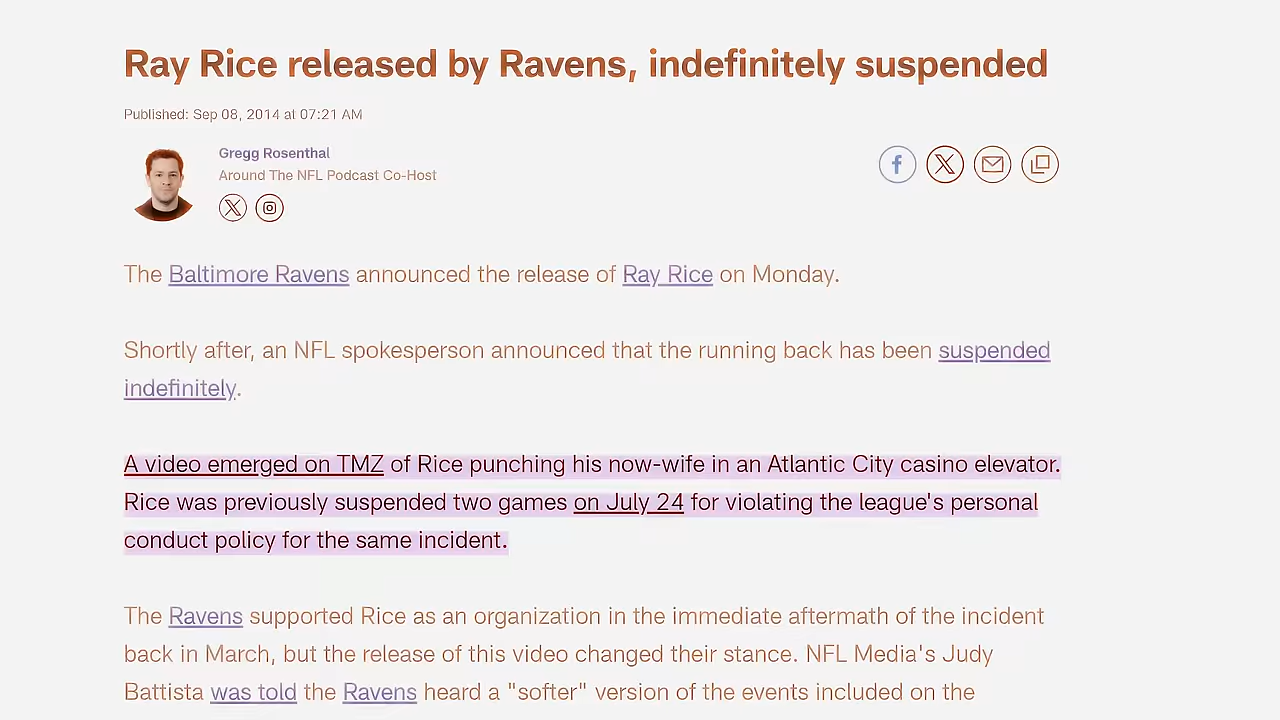 Ray Rice released by Ravens, indefinitely suspended
Published: Sep 08, 2014 at 07:21 AM
Gregg Rosenthal
Around The NFL Podcast Co-Host
The Baltimore Ravens announced the release of Ray Rice on Monday.
Shortly after, an NFL spokesperson announced that the running back has been suspended
indefinitely.
A video emerged on TMZ of Rice punching his now-wife in an Atlantic City casino elevator.
Rice was previously suspended two games on July 24 for violating the league's personal
conduct policy for the same incident.
The Ravens supported Rice as an organization in the immediate aftermath of the incident
back in March, but the release of this video changed their stance. NFL Media's Judy
Battista was told the Ravens heard a "softer" version of the events included on the